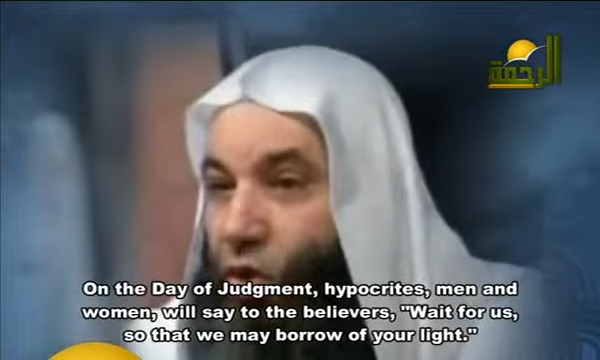 الرحمة
On the Day of Judgment, hypocrites, men and
women, will say to the believers, "Wait for us,
so that we may borrow of your light."